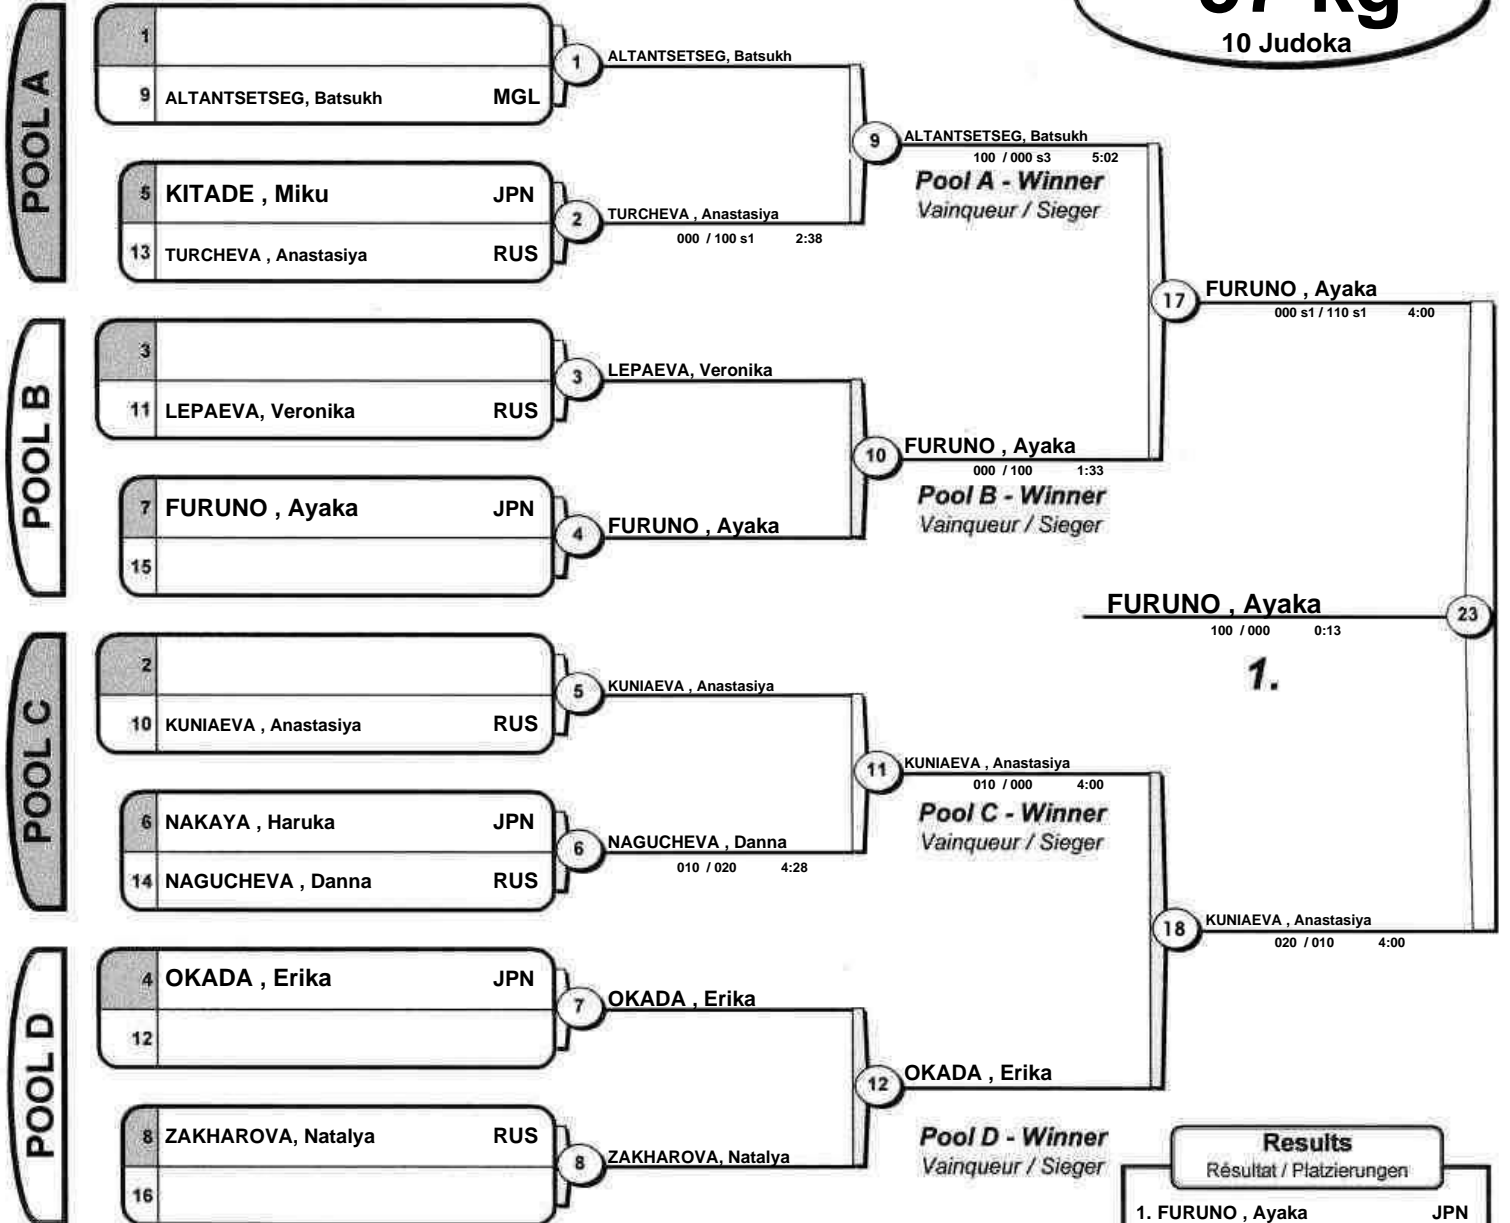 10 Judoka
POOL A
1
9 ALTANTSETSEG, Batsukh MGL
1 ALTANTSETSEG, Batsukh
5 KITADE , Miku JPN
13 TURCHEVA , Anastasiya RUS
2 TURCHEVA , Anastasiya
000 / 100 s1 2:38
9 ALTANTSETSEG, Batsukh
100 / 000 s3 5:02
Pool A - Winner
Vainqueur / Sieger
POOL B
3
11 LEPAEVA, Veronika RUS
3 LEPAEVA, Veronika
7 FURUNO , Ayaka JPN
15
4 FURUNO , Ayaka
10 FURUNO , Ayaka
000 / 100 1:33
Pool B - Winner
Vainqueur / Sieger
17 FURUNO , Ayaka
000 s1 / 110 s1 4:00
FURUNO , Ayaka 23
100 / 000 0:13
1.
POOL C
2
10 KUNIAEVA , Anastasiya RUS
5 KUNIAEVA , Anastasiya
6 NAKAYA , Haruka JPN
14 NAGUCHEVA , Danna RUS
6 NAGUCHEVA , Danna
010 / 020 4:28
11 KUNIAEVA , Anastasiya
010 / 000 4:00
Pool C - Winner
Vainqueur / Sieger
18 KUNIAEVA , Anastasiya
020 / 010 4:00
POOL D
4 OKADA , Erika JPN
12
7 OKADA , Erika
8 ZAKHAROVA, Natalya RUS
16
8 ZAKHAROVA, Natalya
12 OKADA , Erika
Pool D - Winner
Vainqueur / Sieger
Results
Résultat / Platzierungen
1. FURUNO , Ayaka JPN